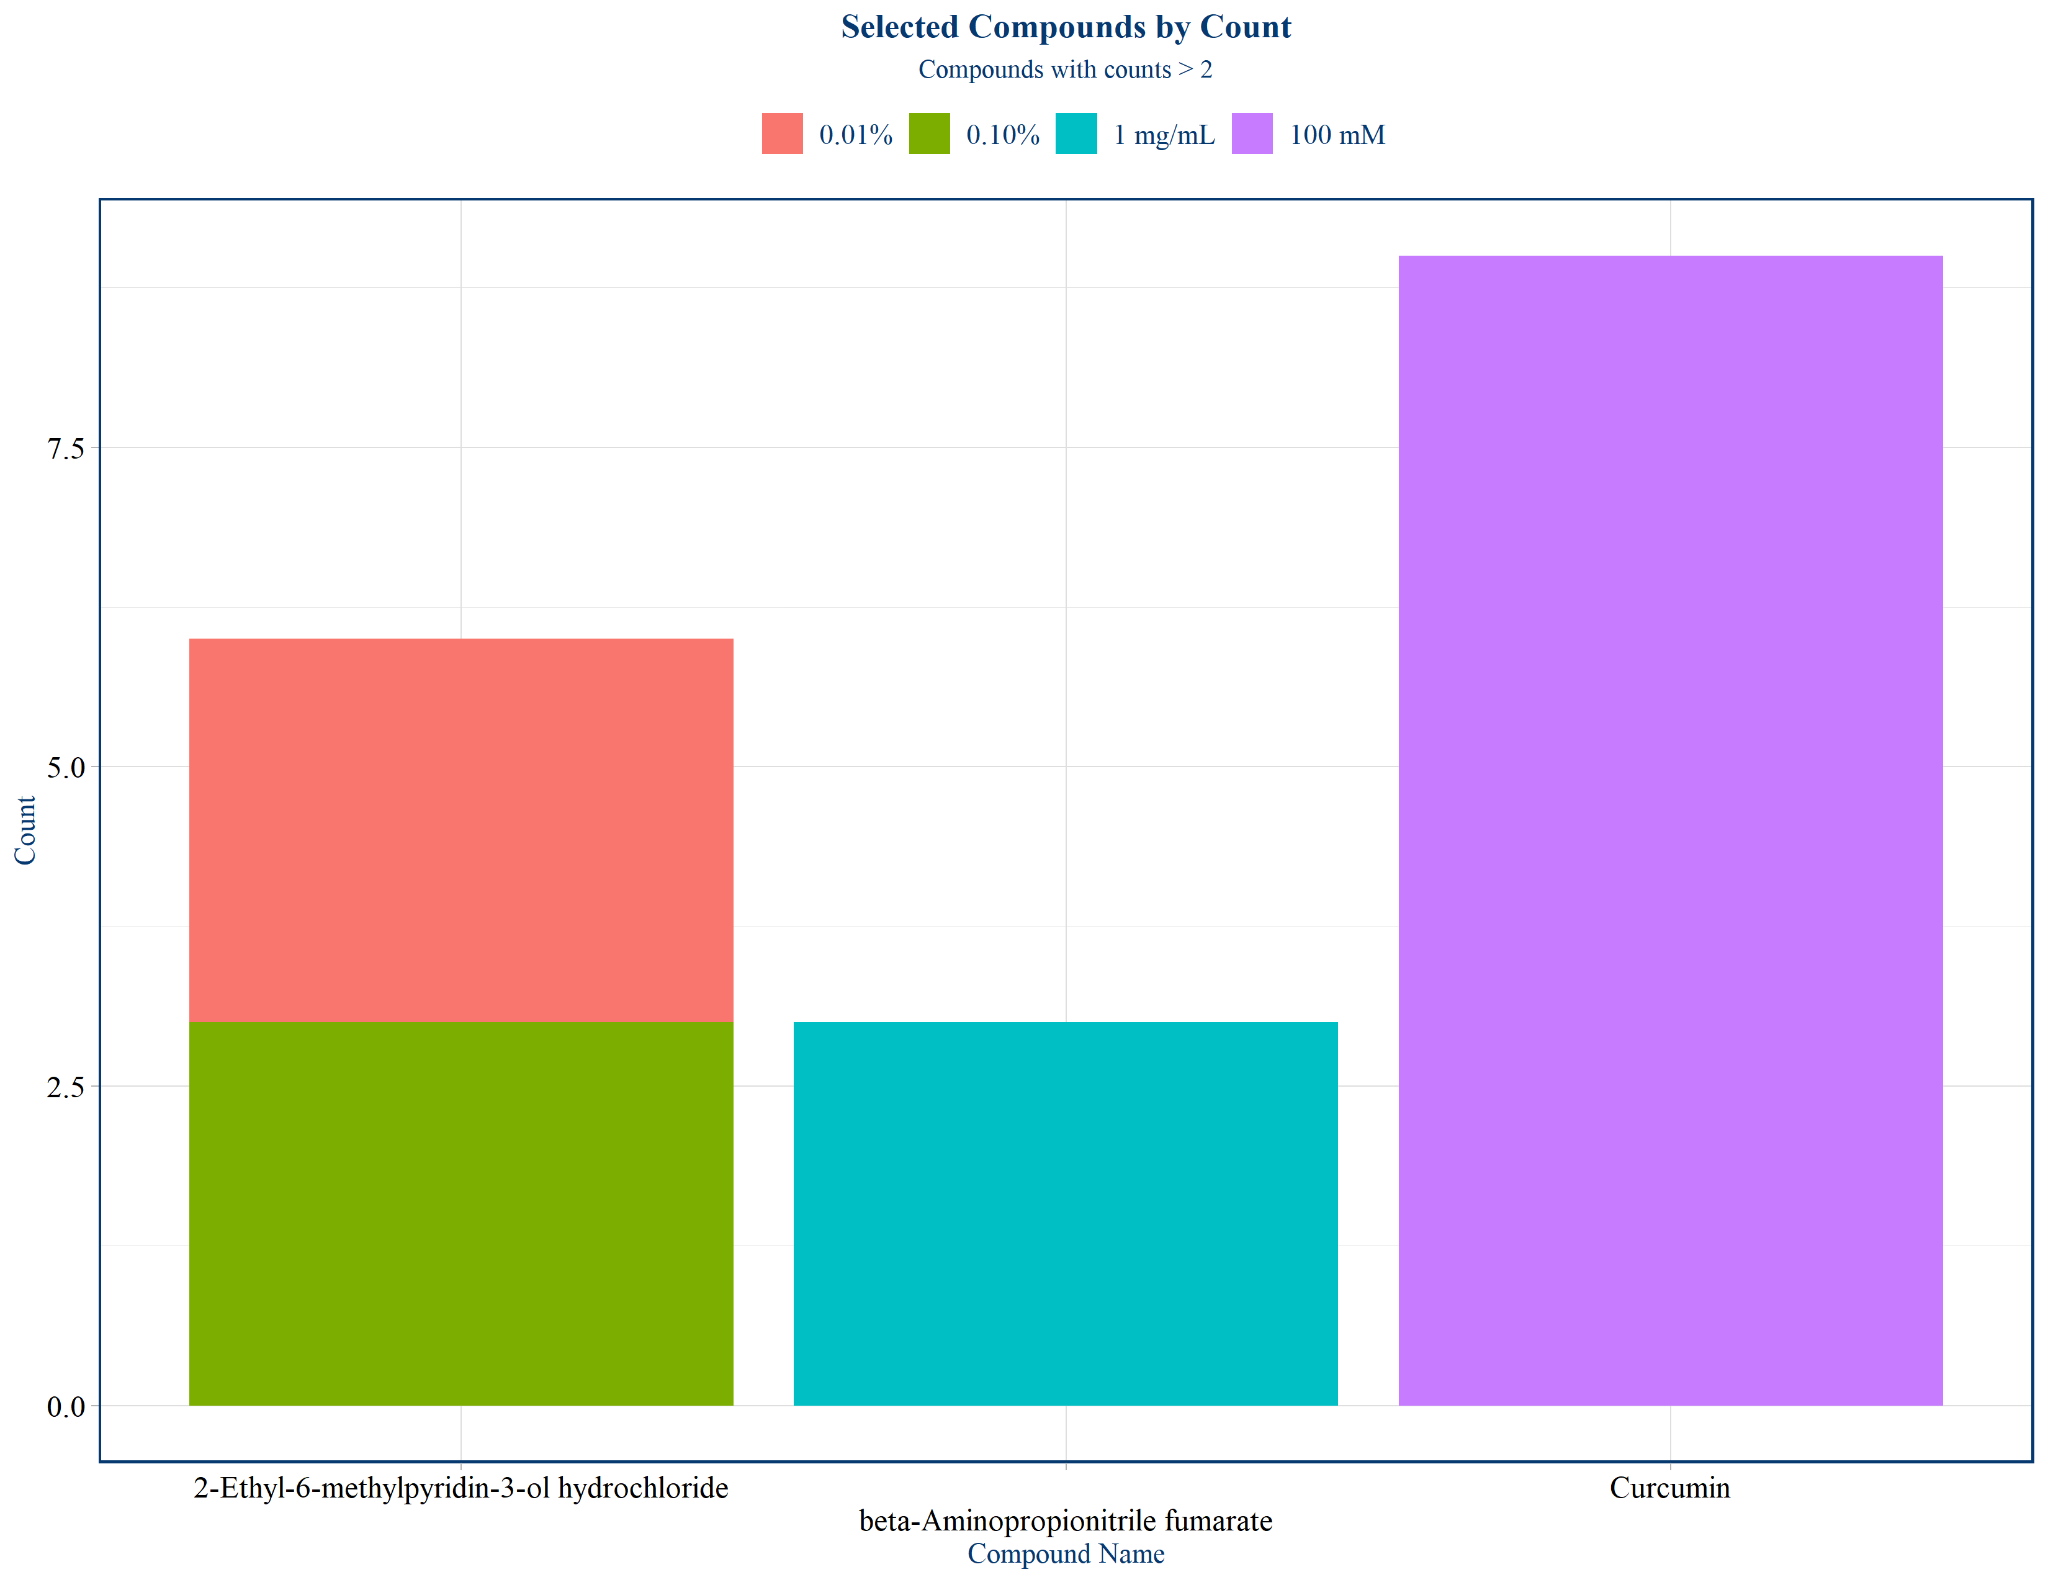 Selected Compounds by Count
Compounds with counts > 2
0.01% 0.10% 1 mg/mL 100 mM
7.5
5.0
2.5
0.0
Count
2-Ethyl-6-methylpyridin-3-ol hydrochloride Curcumin
beta-Aminopropionitrile fumarate
Compound Name